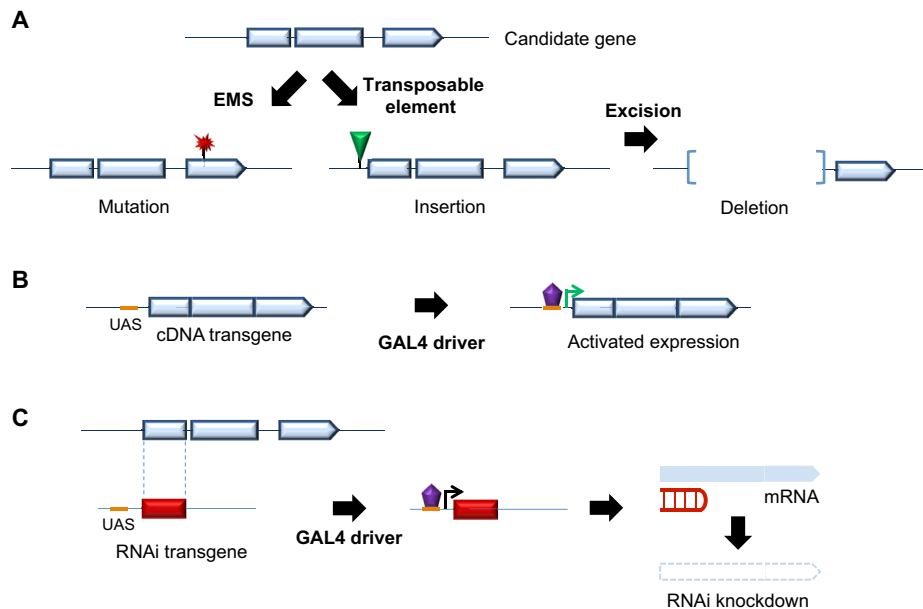 A
Candidate gene
EMS
Transposable
element
Excision
Mutation
Insertion
Deletion
B
UAS
cDNA transgene
GAL4 driver
Activated expression
C
UAS
RNAi transgene
GAL4 driver
mRNA
RNAi knockdown